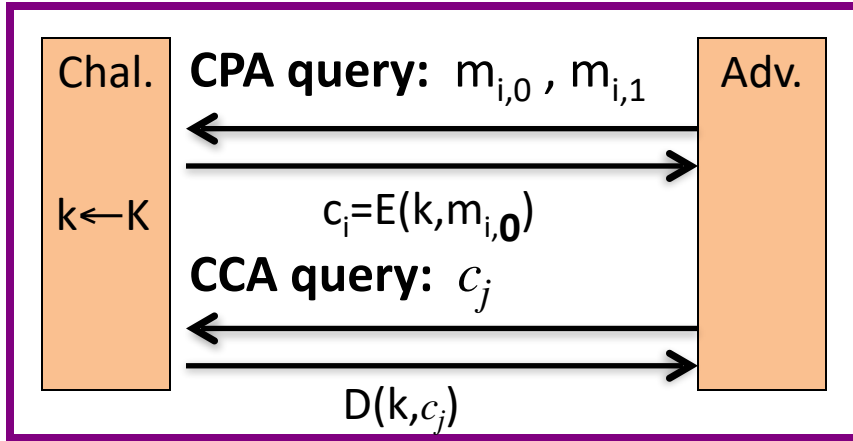 Chal.
CPA query: m_{i,0} , m_{i,1}
Adv.
k←K
c_i=E(k,m_{i,0})
CCA query: c_j
D(k,c_j)